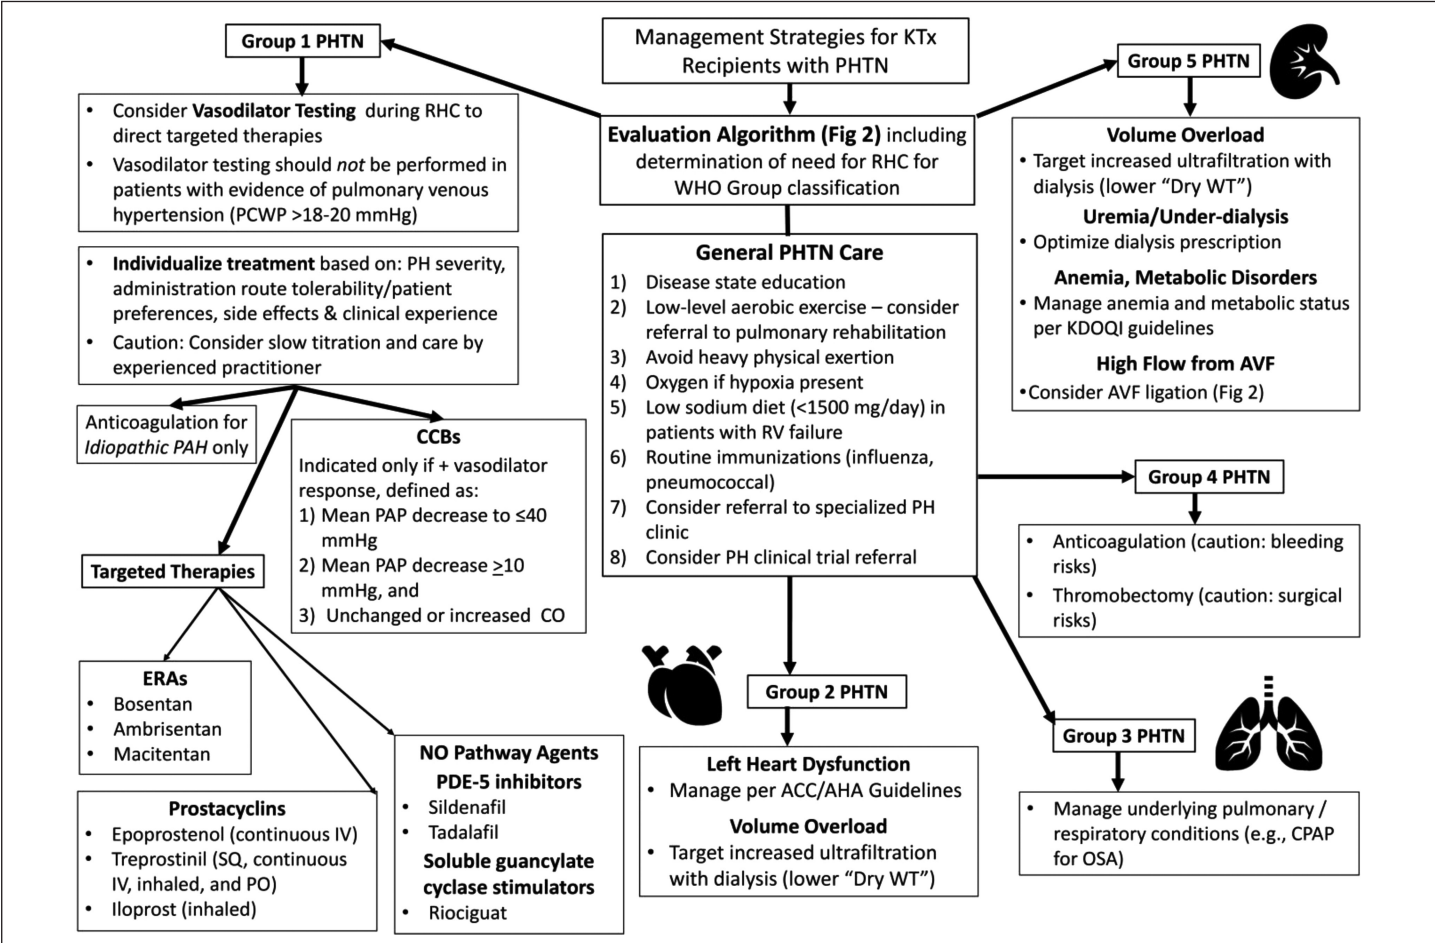 Management Strategies for KTx
Recipients with PHTN
Evaluation Algorithm (Fig 2) including
determination of need for RHC for
WHO Group classification
General PHTN Care
1) Disease state education
2) Low-level aerobic exercise – consider
referral to pulmonary rehabilitation
3) Avoid heavy physical exertion
4) Oxygen if hypoxia present
5) Low sodium diet (<1500 mg/day) in
patients with RV failure
6) Routine immunizations (influenza,
pneumococcal)
7) Consider referral to specialized PH
clinic
8) Consider PH clinical trial referral
Group 1 PHTN
• Consider Vasodilator Testing during RHC to
direct targeted therapies
• Vasodilator testing should not be performed in
patients with evidence of pulmonary venous
hypertension (PCWP >18-20 mmHg)
• Individualize treatment based on: PH severity,
administration route tolerability/patient
preferences, side effects & clinical experience
• Caution: Consider slow titration and care by
experienced practitioner
Anticoagulation for
Idiopathic PAH only
CCBs
Indicated only if + vasodilator
response, defined as:
1) Mean PAP decrease to ≤40
mmHg
2) Mean PAP decrease ≥10
mmHg, and
3) Unchanged or increased CO
Targeted Therapies
ERAs
• Bosentan
• Ambrisentan
• Macitentan
Prostacyclins
• Epoprostenol (continuous IV)
• Treprostinil (SQ, continuous
IV, inhaled, and PO)
• Iloprost (inhaled)
NO Pathway Agents
PDE-5 inhibitors
• Sildenafil
• Tadalafil
Soluble guancylate
cyclase stimulators
• Riociguat
Group 2 PHTN
Left Heart Dysfunction
• Manage per ACC/AHA Guidelines
Volume Overload
• Target increased ultrafiltration
with dialysis (lower “Dry WT”)
Group 3 PHTN
• Manage underlying pulmonary /
respiratory conditions (e.g., CPAP
for OSA)
Group 4 PHTN
• Anticoagulation (caution: bleeding
risks)
• Thrombectomy (caution: surgical
risks)
Group 5 PHTN
Volume Overload
• Target increased ultrafiltration with
dialysis (lower “Dry WT”)
Uremia/Under-dialysis
• Optimize dialysis prescription
Anemia, Metabolic Disorders
• Manage anemia and metabolic status
per KDOQI guidelines
High Flow from AVF
• Consider AVF ligation (Fig 2)